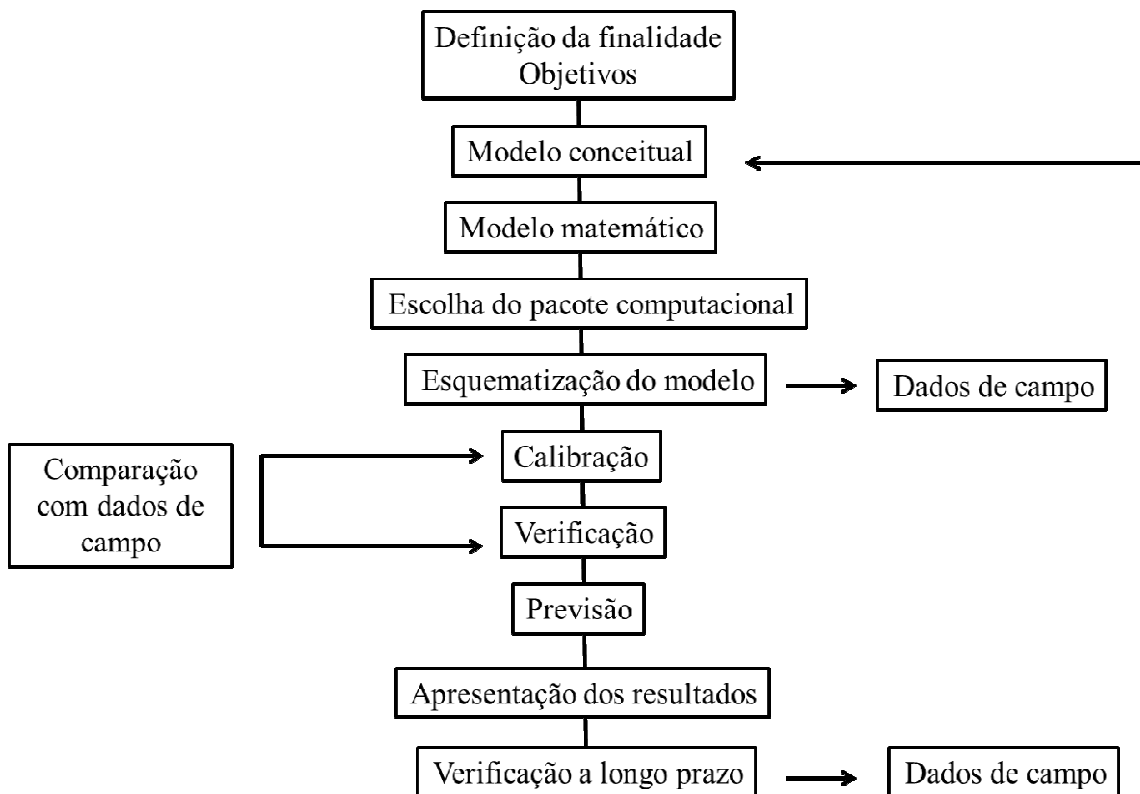 Definição da finalidade
Objetivos
Modelo conceitual
Modelo matemático
Escolha do pacote computacional
Esquematização do modelo
Dados de campo
Comparação
com dados de
campo
Calibração
Verificação
Previsão
Apresentação dos resultados
Verificação a longo prazo
Dados de campo